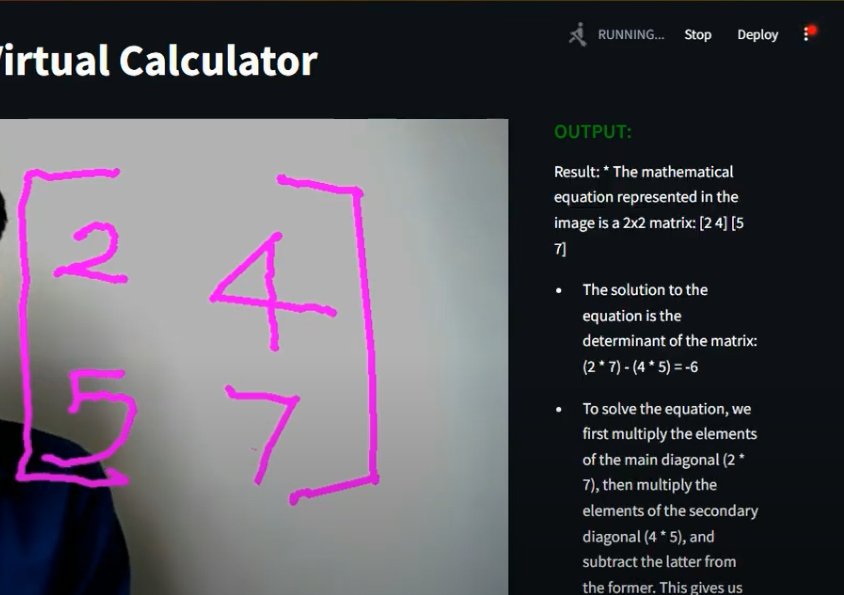 Virtual Calculator
RUNNING...
Stop
Deploy
2 4
5 7
OUTPUT:
Result: * The mathematical
equation represented in the
image is a 2x2 matrix: [2 4] [5
7]
• The solution to the
equation is the
determinant of the matrix:
(2 * 7) - (4 * 5) = -6
• To solve the equation, we
first multiply the elements
of the main diagonal (2 *
7), then multiply the
elements of the secondary
diagonal (4 * 5), and
subtract the latter from
the former. This gives us